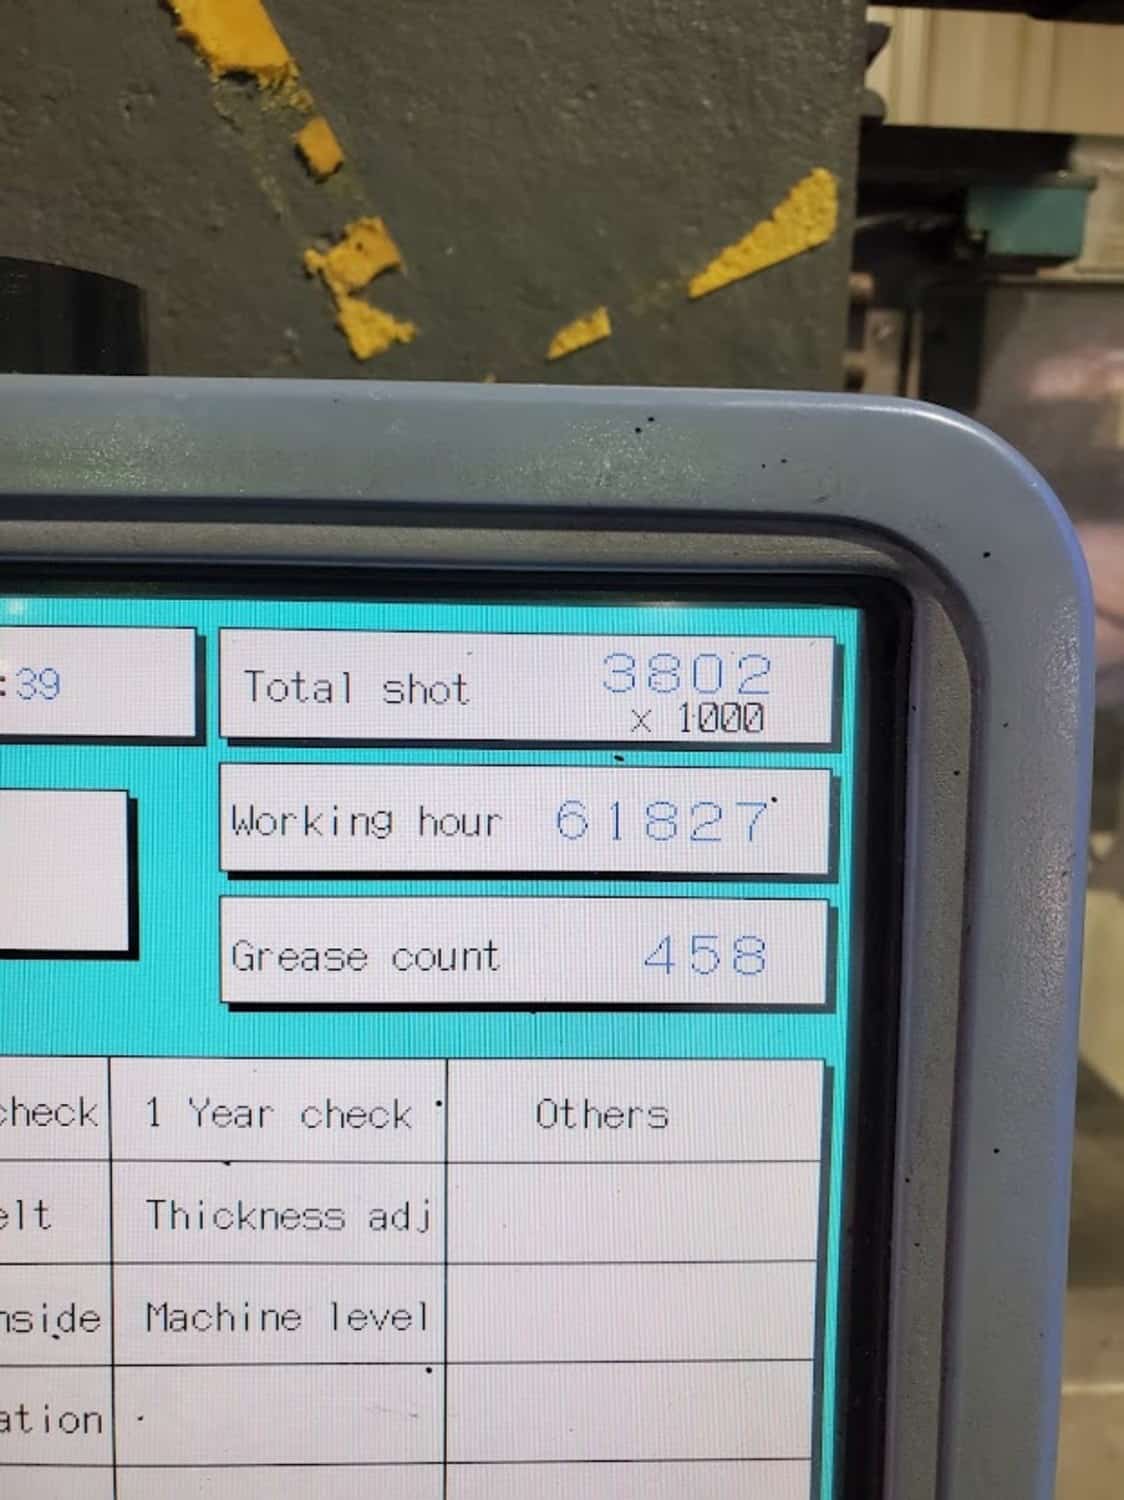 :39
Total shot 3802
x 1000
Working hour 61827
Grease count 458
check 1 Year check Others
elt Thickness adj
nside Machine level
ation